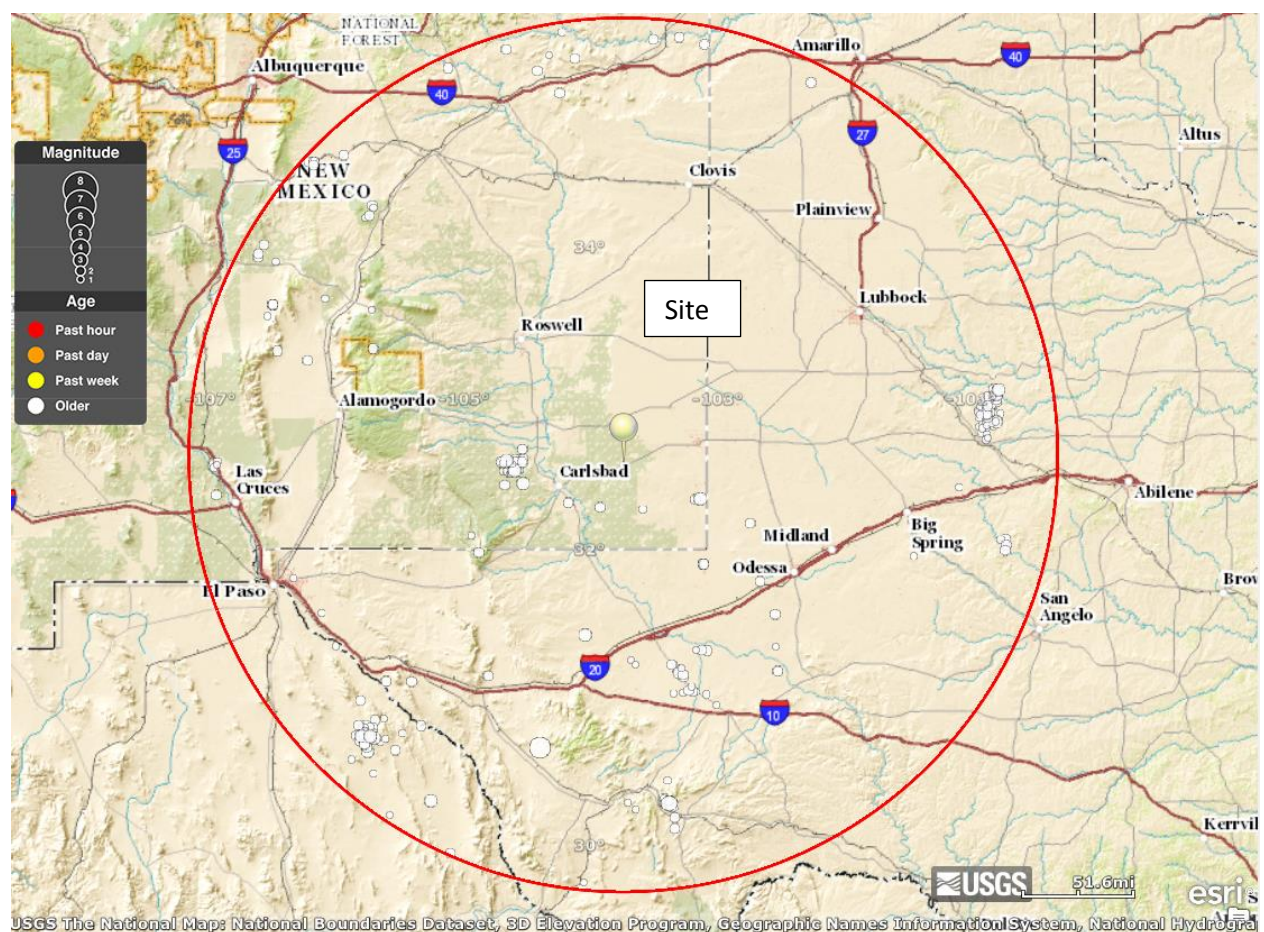 NATIONAL
FOREST
Amarillo
Albuquerque
40
40
25
27
Altus
Magnitude
8
7
6
5
4
3
2
1
Age
Past hour
Past day
Past week
Older
NEW
MEXICO
Clovis
Plainview
34°
Site
Lubbock
Roswell
-107°
Alamogordo
-105°
-103°
-101°
Las
Cruces
Carlsbad
Abilene
Midland
Big
Spring
32°
Odessa
El Paso
San
Angelo
20
10
30°
USGS
51.6mi
esri
USGS The National Map: National Boundaries Dataset, 3D Elevation Program, Geographic Names Information System, National